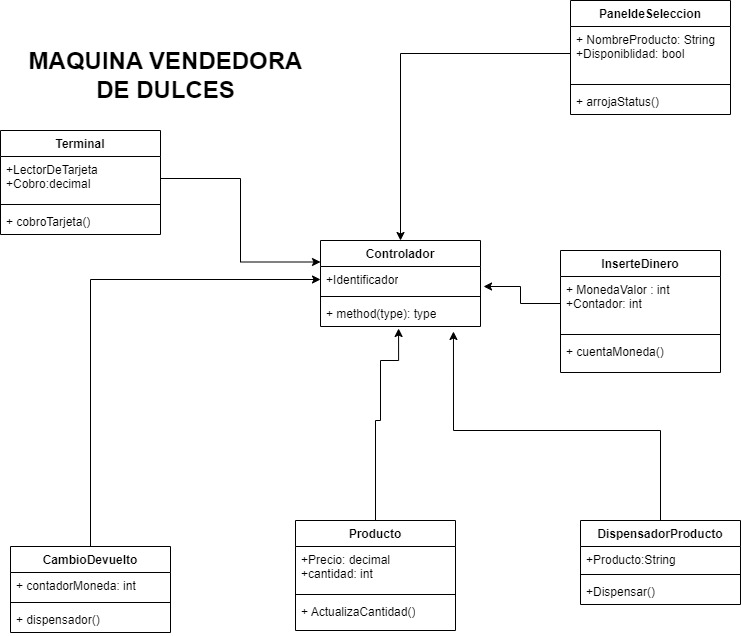 MAQUINA VENDEDORA
DE DULCES
PaneldeSeleccion
+ NombreProducto: String
+Disponiblidad: bool
+ arrojaStatus()
Terminal
+LectorDeTarjeta
+Cobro:decimal
+ cobroTarjeta()
Controlador
+Identificador
+ method(type): type
InserteDinero
+ MonedaValor : int
+Contador: int
+ cuentaMoneda()
CambioDevuelto
+ contadorMoneda: int
+ dispensador()
Producto
+Precio: decimal
+cantidad: int
+ ActualizaCantidad()
DispensadorProducto
+Producto:String
+Dispensar()